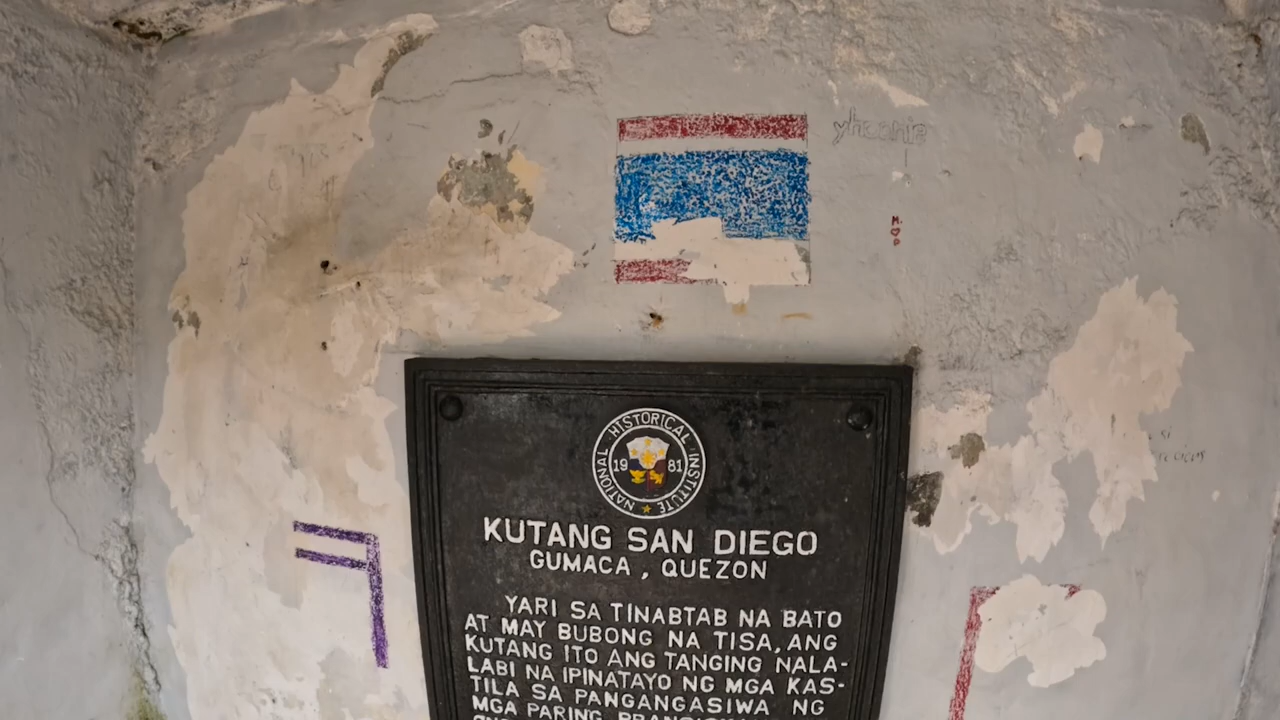 yhoanie
M.
NATIONAL HISTORICAL INSTITUTE
1981
KUTANG SAN DIEGO
GUMACA, QUEZON
YARI SA TINABTAB NA BATO
AT MAY BUBONG NA TISA, ANG
KUTANG ITO ANG TANGING NALA-
LABI NA IPINATAYO NG MGA KAS-
TILA SA PANGANGASIWA NG
MGA PARING